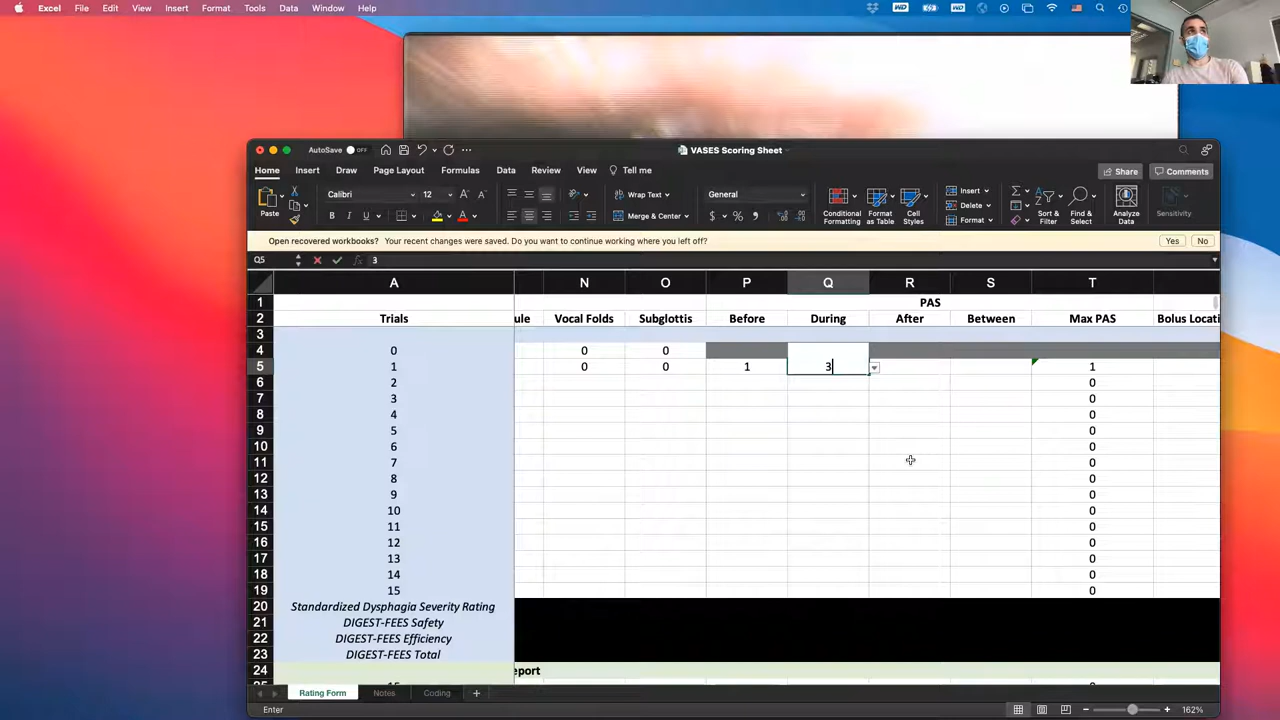 Excel File Edit View Insert Format Tools Data Window Help
AutoSave OFF VASES Scoring Sheet
Home Insert Draw Page Layout Formulas Data Review View Tell me Share Comments
Paste Calibri 12 Wrap Text General Insert
B I U A Merge & Center $ % Conditional Formatting Format as Table Cell Styles Delete Format Sort & Filter Find & Select Analyze Data Sensitivity
Open recovered workbooks? Your recent changes were saved. Do you want to continue working where you left off? Yes No
Q5 fx 3
A N O P Q R S T
1 PAS
2 Trials ule Vocal Folds Subglottis Before During After Between Max PAS Bolus Locati
3
4 0 0 0
5 1 0 0 1 3 1
6 2 0
7 3 0
8 4 0
9 5 0
10 6 0
11 7 0
12 8 0
13 9 0
14 10 0
15 11 0
16 12 0
17 13 0
18 14 0
19 15 0
20 Standardized Dysphagia Severity Rating
21 DIGEST-FEES Safety
22 DIGEST-FEES Efficiency
23 DIGEST-FEES Total
24 eport
Rating Form Notes Coding
Enter 162%